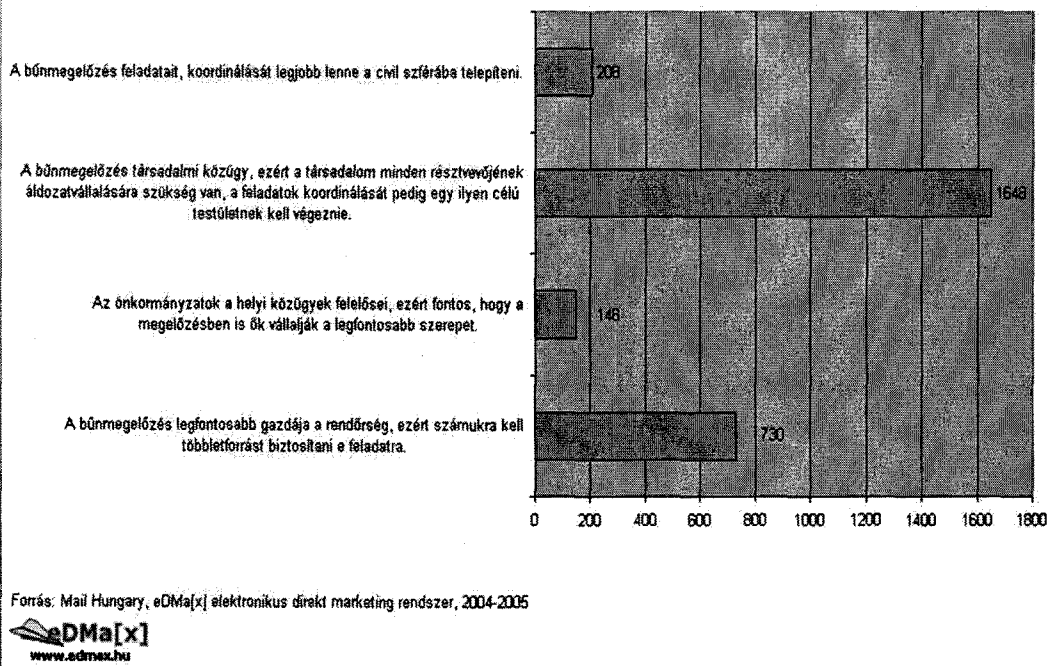 A bűnmegelőzés feladatait, koordinálását legjobb lenne a civil szférába telepíteni.
208
A bűnmegelőzés társadalmi közügy, ezért a társadalom minden résztvevőjének
áldozatvállalására szükség van, a feladatok koordinálását pedig egy ilyen célú
testületnek kell végeznie.
Az önkormányzatok a helyi közügyek felelősei, ezért fontos, hogy a
megelőzésben is ők vállalják a legfontosabb szerepet.
A bűnmegelőzés legfontosabb gazdája a rendőrség, ezért számukra kell
többletforrást biztosítani e feladatra.
730
0 200 400 600 800 1000 1200 1400 1600 1800
Forrás: Mail Hungary, eDMa[x] elektronikus direkt marketing rendszer, 2004-2005
eDMa[x]
www.edmax.hu